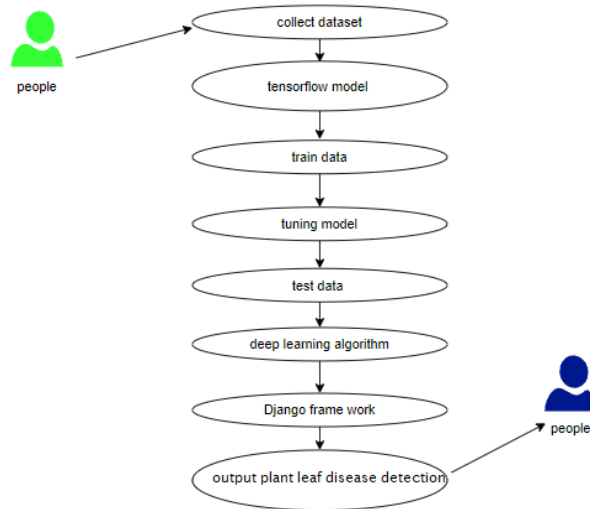 collect dataset
people
tensorflow model
train data
tuning model
test data
deep learning algorithm
Django frame work
people
output plant leaf disease detection